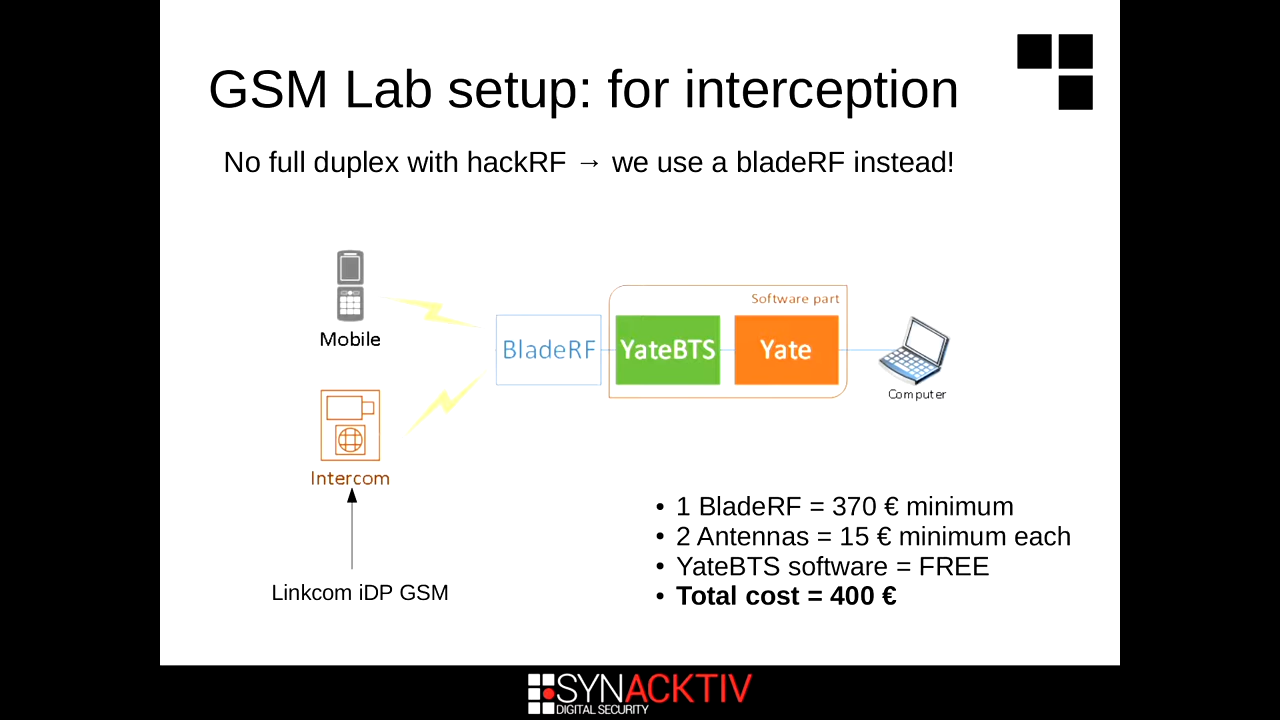 GSM Lab setup: for interception
No full duplex with hackRF → we use a bladeRF instead!
Software part
Mobile
BladeRF
YateBTS
Yate
Computer
Intercom
Linkcom iDP GSM
• 1 BladeRF = 370 € minimum
• 2 Antennas = 15 € minimum each
• YateBTS software = FREE
• Total cost = 400 €
SYNACKTIV
DIGITAL SECURITY